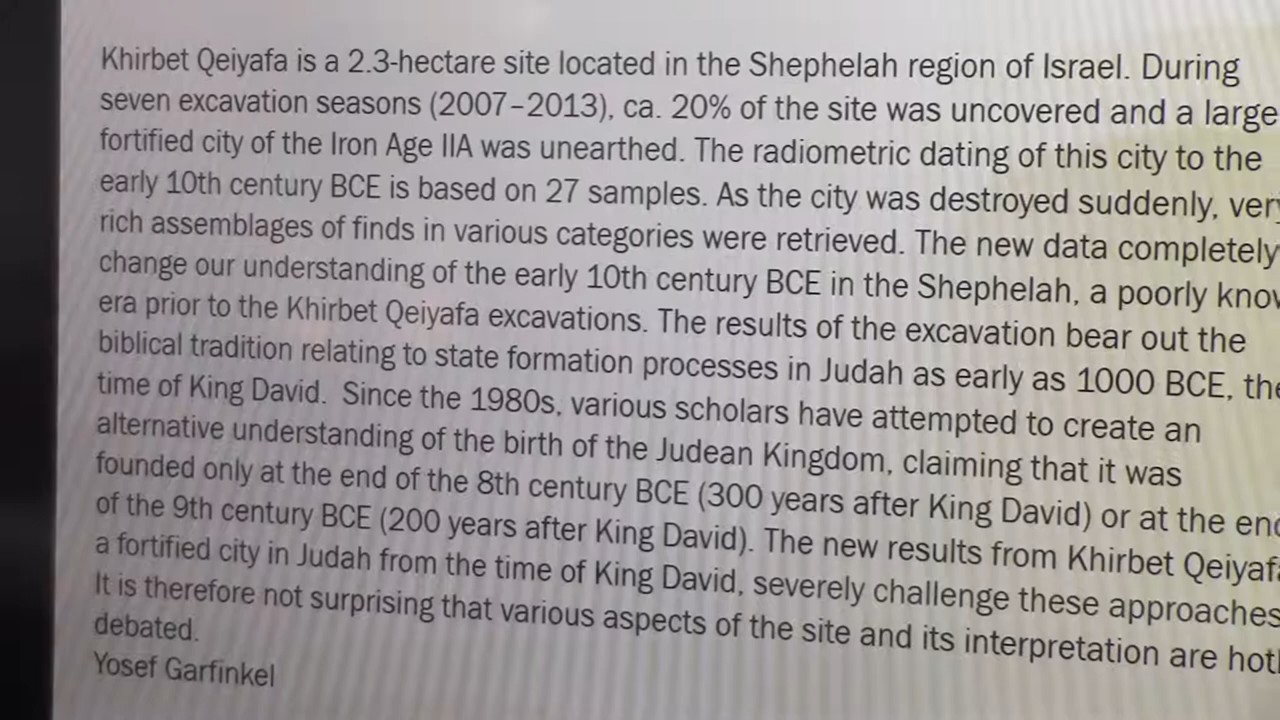 Khirbet Qeiyafa is a 2.3-hectare site located in the Shephelah region of Israel. During
seven excavation seasons (2007–2013), ca. 20% of the site was uncovered and a large
fortified city of the Iron Age IIA was unearthed. The radiometric dating of this city to the
early 10th century BCE is based on 27 samples. As the city was destroyed suddenly, ver
rich assemblages of finds in various categories were retrieved. The new data completely
change our understanding of the early 10th century BCE in the Shephelah, a poorly know
era prior to the Khirbet Qeiyafa excavations. The results of the excavation bear out the
biblical tradition relating to state formation processes in Judah as early as 1000 BCE, the
time of King David.  Since the 1980s, various scholars have attempted to create an
alternative understanding of the birth of the Judean Kingdom, claiming that it was
founded only at the end of the 8th century BCE (300 years after King David) or at the end
of the 9th century BCE (200 years after King David). The new results from Khirbet Qeiyafa
a fortified city in Judah from the time of King David, severely challenge these approaches
It is therefore not surprising that various aspects of the site and its interpretation are hotl
debated.
Yosef Garfinkel